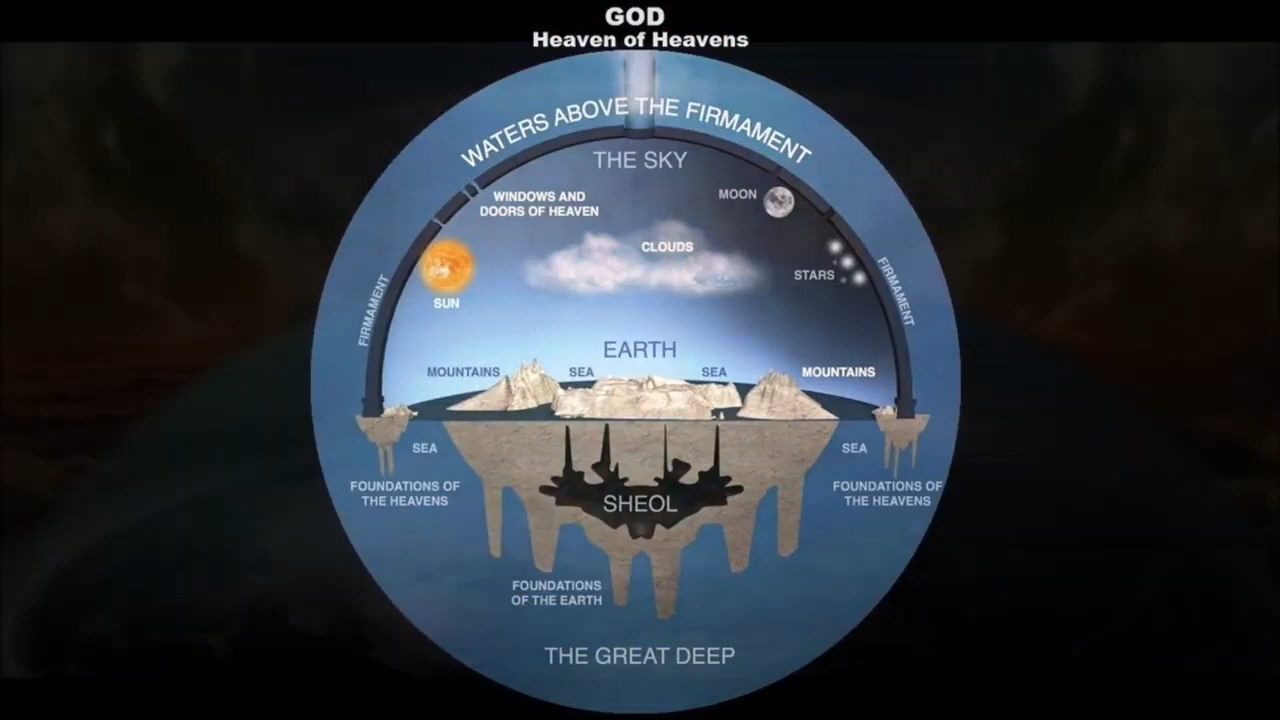 GOD
Heaven of Heavens
WATERS ABOVE THE FIRMAMENT
THE SKY
WINDOWS AND
DOORS OF HEAVEN
MOON
CLOUDS
STARS
SUN
FIRMAMENT
FIRMAMENT
EARTH
MOUNTAINS
SEA
SEA
MOUNTAINS
SEA
SEA
FOUNDATIONS OF
THE HEAVENS
FOUNDATIONS OF
THE HEAVENS
SHEOL
FOUNDATIONS
OF THE EARTH
THE GREAT DEEP